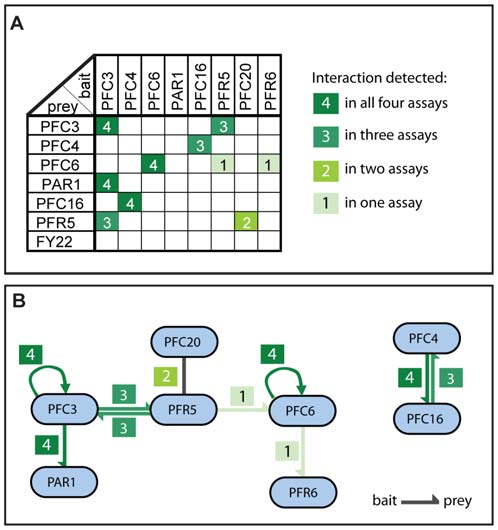 A
bait
prey
PFC3 PFC4 PFC6 PAR1 PFC16 PFR5 PFC20 PFR6
PFC3 4 3
PFC4 3
PFC6 4 1 1
PAR1 4
PFC16 4
PFR5 3 2
FY22
Interaction detected:
4 in all four assays
3 in three assays
2 in two assays
1 in one assay
B
PFC20
PFC4
4
4
2
4 3
3
PFC3
PFR5
1
PFC6
3
PFC16
4
1
PAR1
PFR6
bait prey